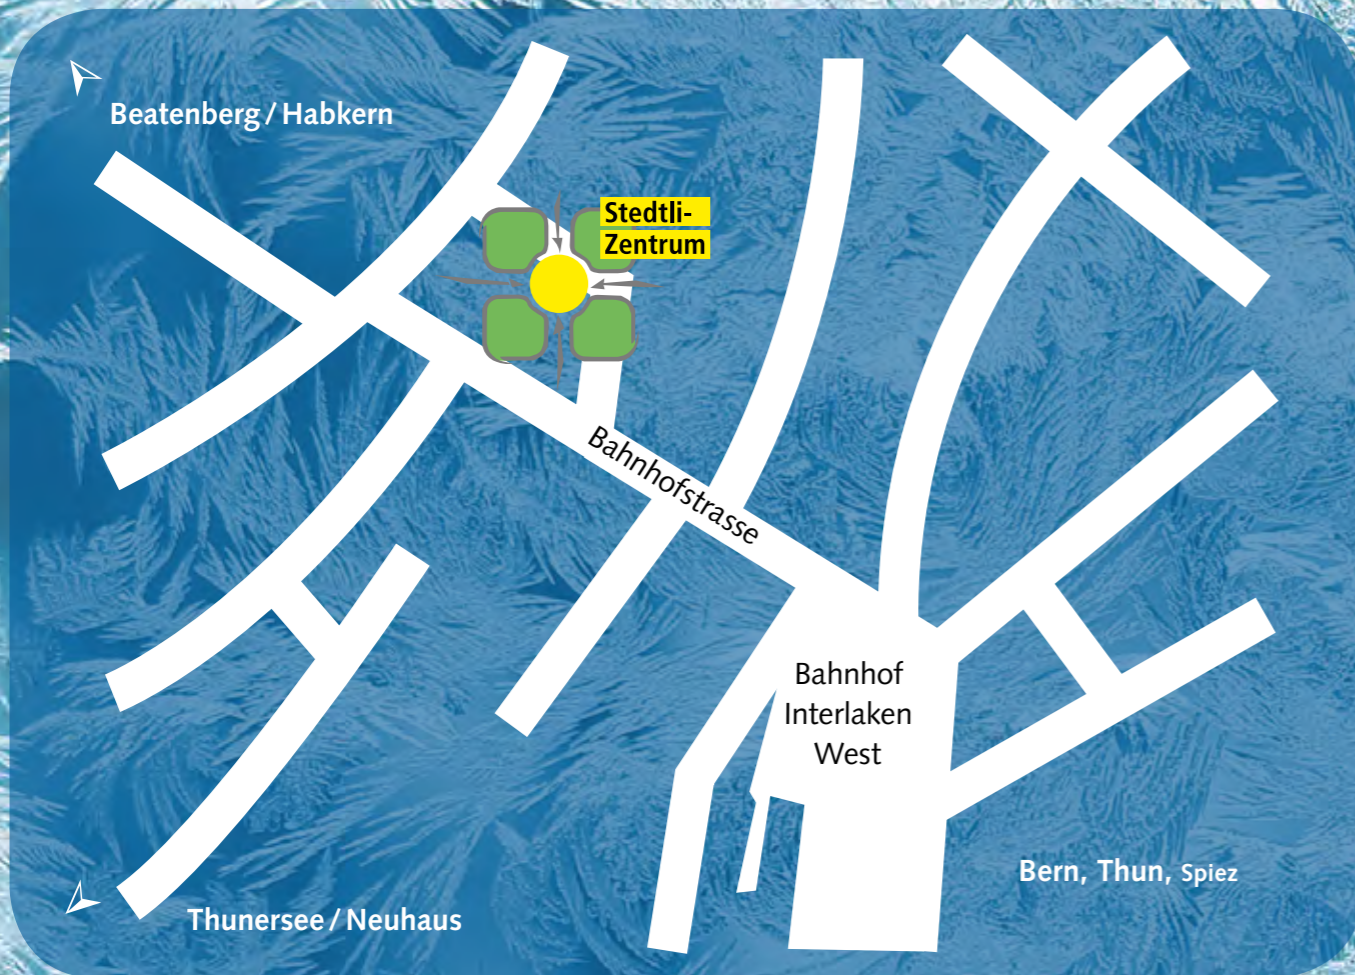 Beatenberg / Habkern
Stedtli-
Zentrum
Bahnhofstrasse
Bahnhof
Interlaken
West
Bern, Thun, Spiez
Thunersee / Neuhaus